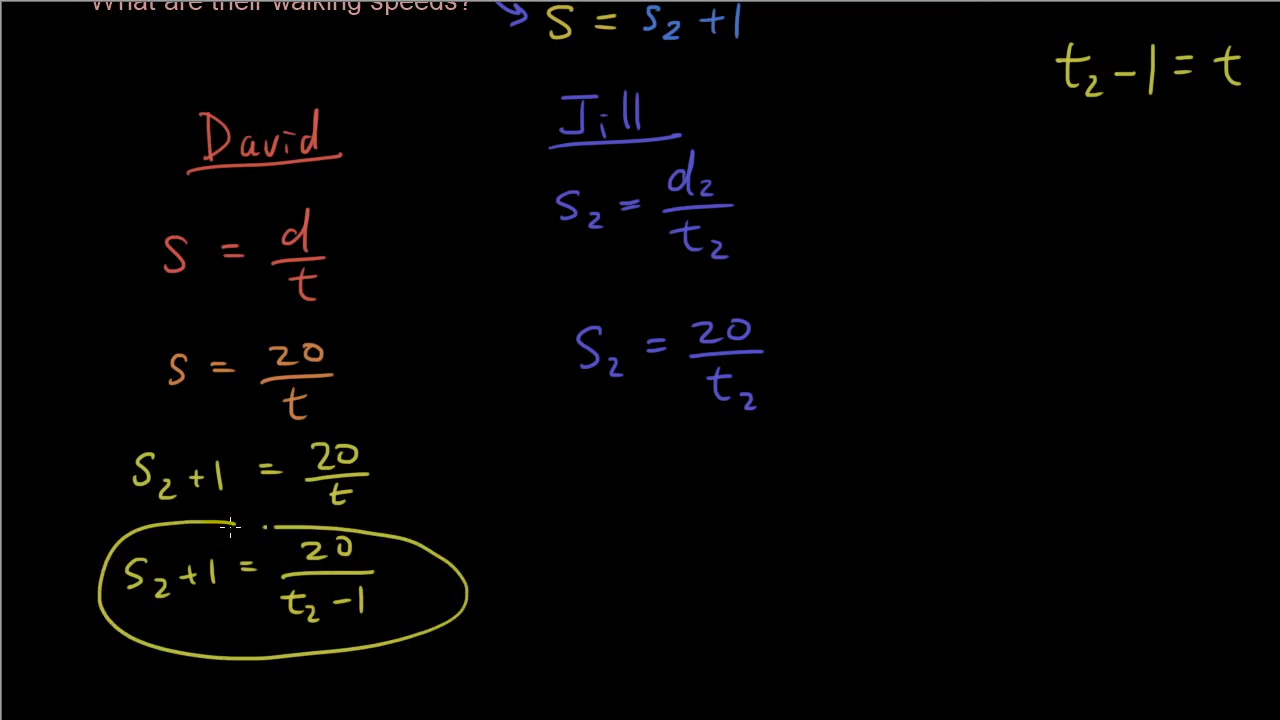 What are their walking speeds?
s = s₂ + 1
t₂ - 1 = t
David
s = d/t
s = 20/t
s₂ + 1 = 20/t
s₂ + 1 = 20/(t₂ - 1)
Jill
s₂ = d₂/t₂
s₂ = 20/t₂